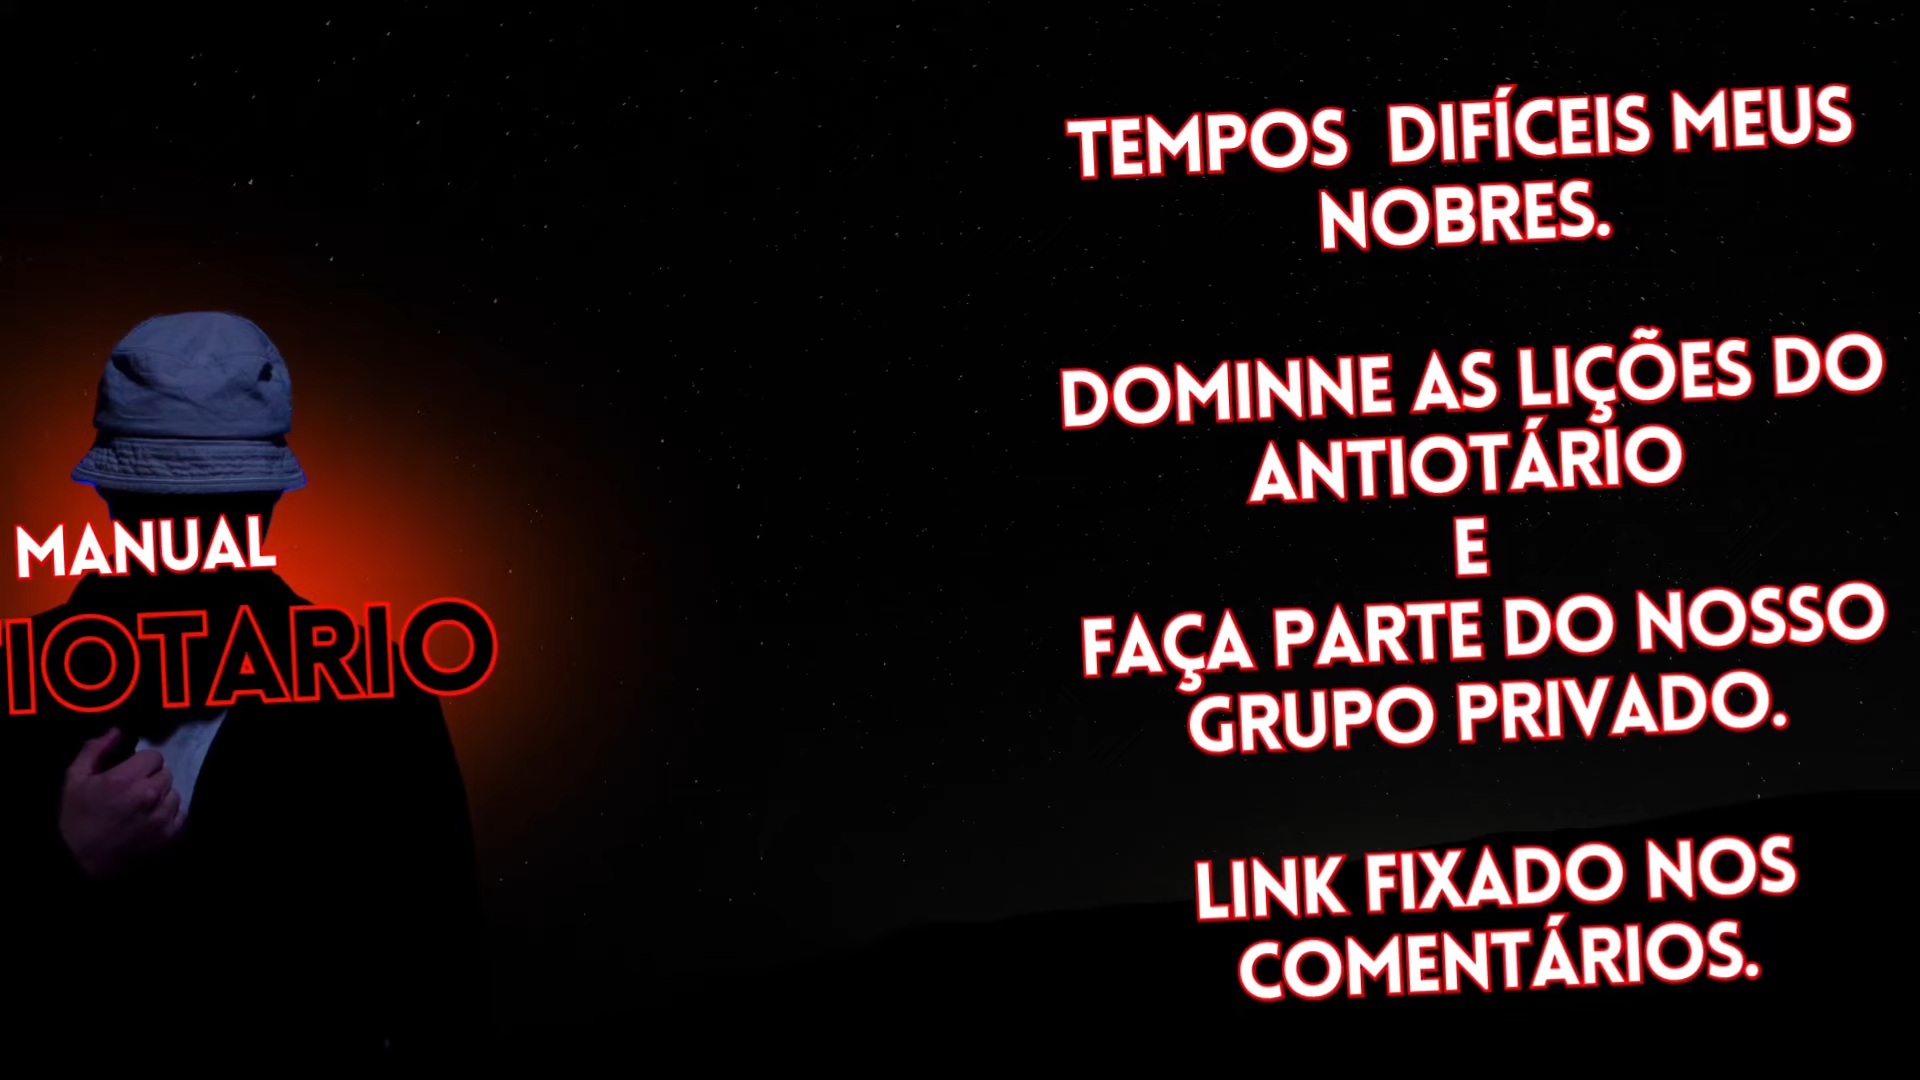 TEMPOS DIFÍCEIS MEUS
NOBRES.
DOMINNE AS LIÇÕES DO
ANTIOTÁRIO
E
FAÇA PARTE DO NOSSO
GRUPO PRIVADO.
LINK FIXADO NOS
COMENTÁRIOS.
MANUAL
TIOTARIO